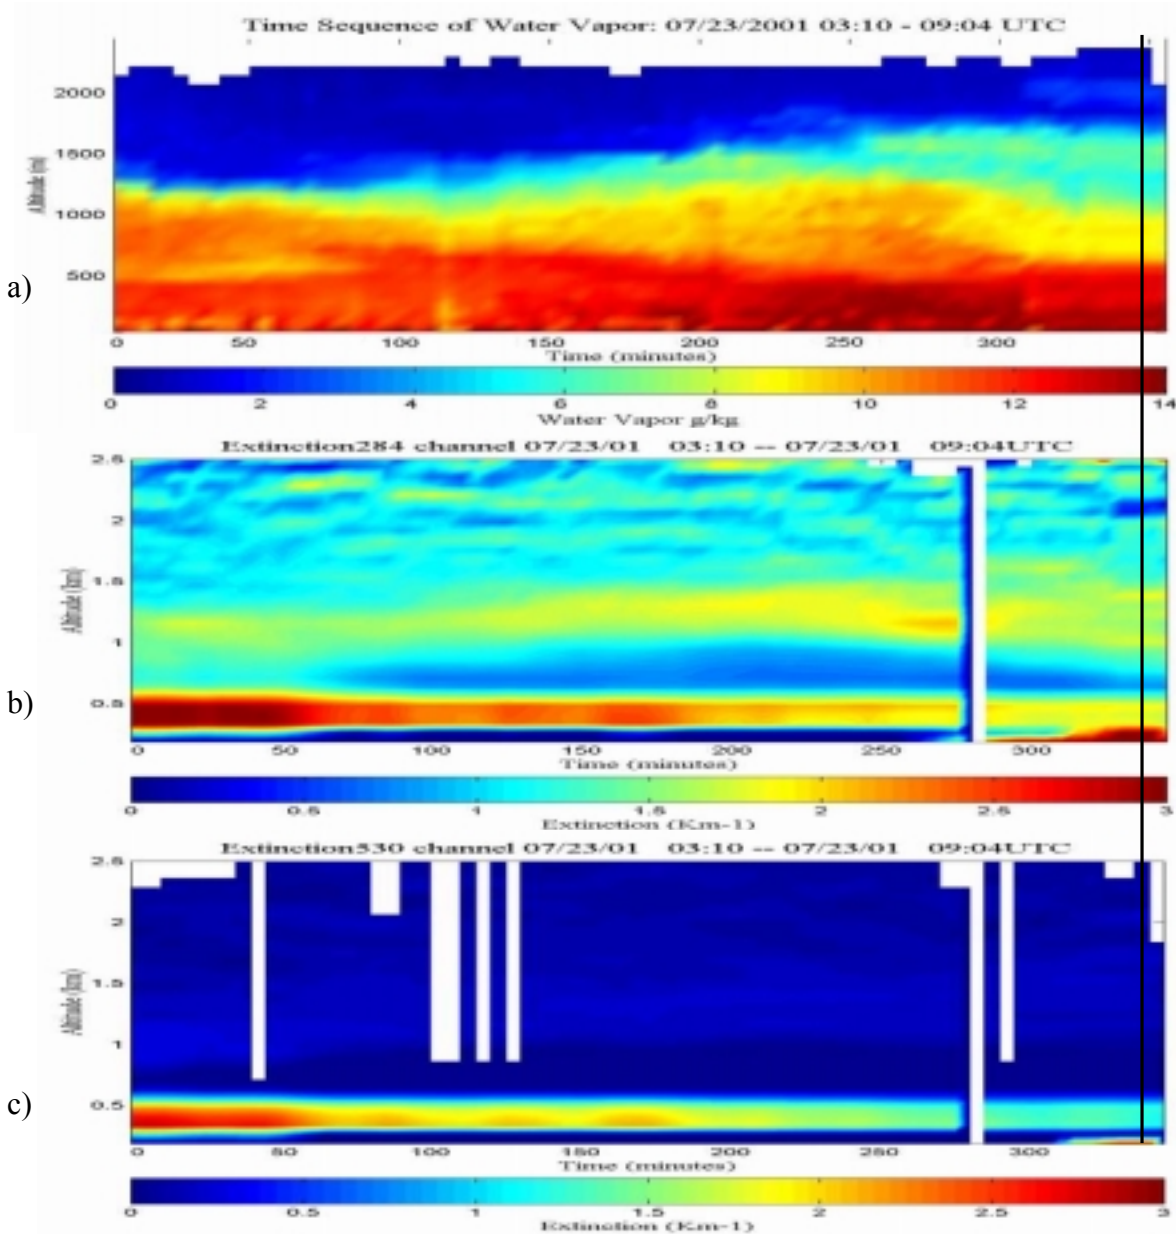 Time Sequence of Water Vapor: 07/23/2001 03:10 - 09:04 UTC
2000
1500
1000
500
Altitude (m)
a)
0 50 100 150 200 250 300
Time (minutes)
0 2 4 6 8 10 12 14
Water Vapor g/kg
Extinction284 channel 07/23/01 03:10 -- 07/23/01 09:04UTC
2.5
2
1.5
1
0.5
Altitude (km)
b)
0 50 100 150 200 250 300
Time (minutes)
0 0.5 1 1.5 2 2.5 3
Extinction (Km-1)
Extinction530 channel 07/23/01 03:10 -- 07/23/01 09:04UTC
2.5
2
1.5
1
0.5
Altitude (km)
c)
0 50 100 150 200 250 300
Time (minutes)
0 0.5 1 1.5 2 2.5 3
Extinction (Km-1)